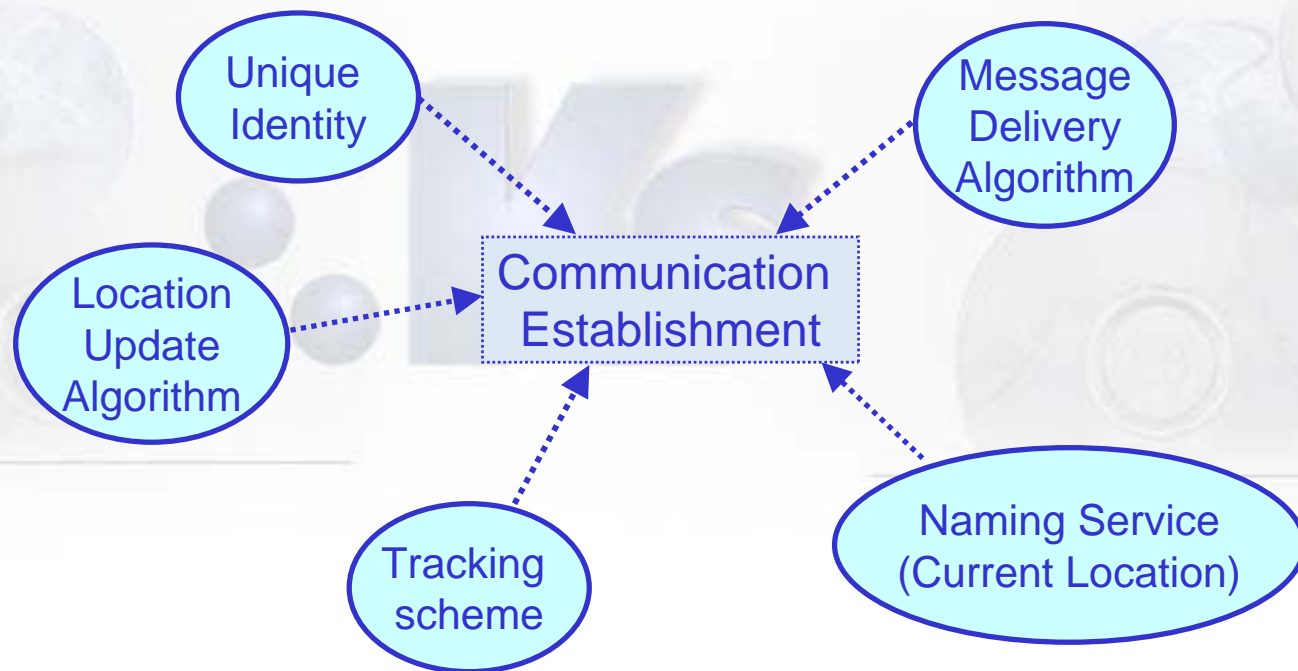 Unique
Identity
Message
Delivery
Algorithm
Communication
Establishment
Location
Update
Algorithm
Tracking
scheme
Naming Service
(Current Location)